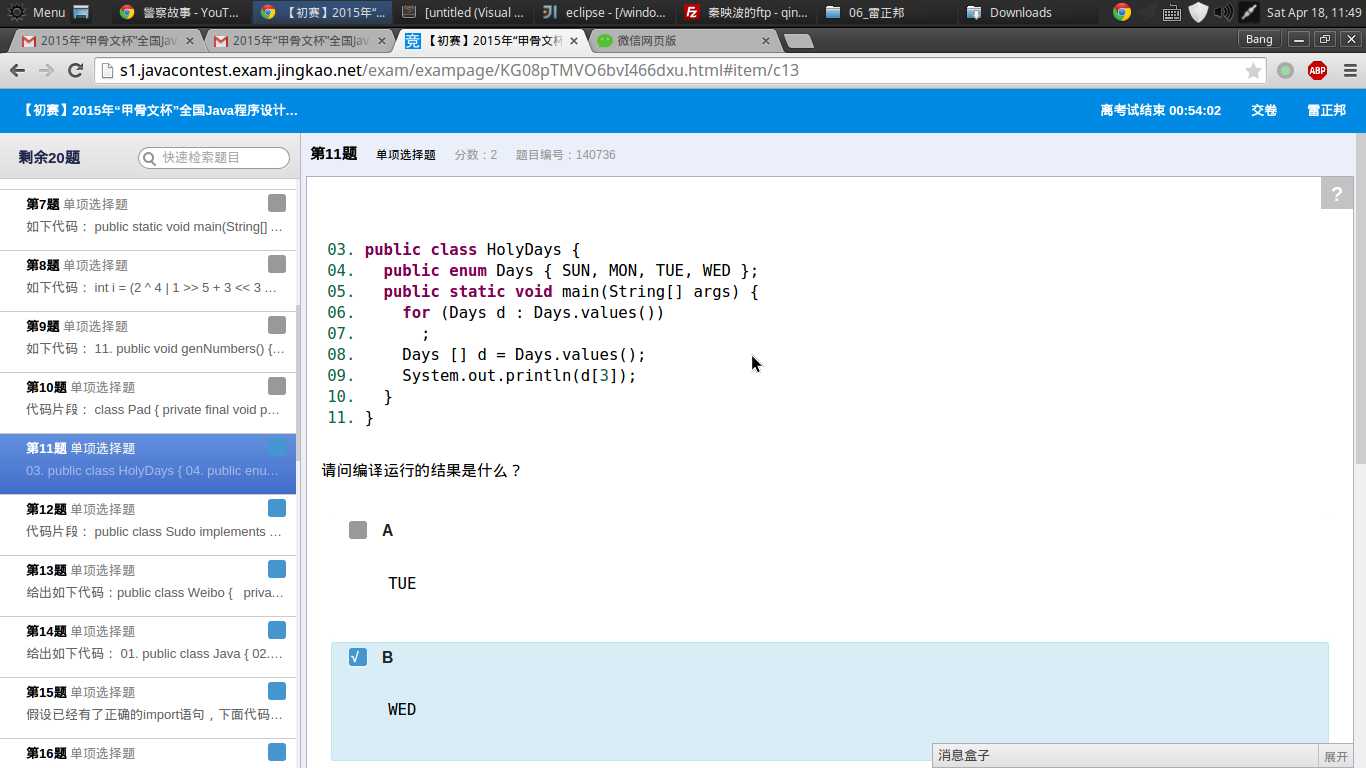 Menu
警察故事 - YouT...
【初赛】2015年“...
[untitled (Visual ...
eclipse - [/windo...
秦映波的ftp - qin...
06_雷正邦
Downloads
Sat Apr 18, 11:49
2015年“甲骨文杯”全国Jav
2015年“甲骨文杯”全国Jav
【初赛】2015年“甲骨文杯
微信网页版
Bang
s1.javacontest.exam.jingkao.net/exam/exampage/KG08pTMVO6bvI466dxu.html#item/c13
ABP
【初赛】2015年“甲骨文杯”全国Java程序设计...
离考试结束 00:54:02
交卷
雷正邦
剩余20题
快速检索题目
第7题 单项选择题
如下代码： public static void main(String[] ...
第8题 单项选择题
如下代码： int i = (2 ^ 4 | 1 >> 5 + 3 << 3 ...
第9题 单项选择题
如下代码： 11. public void genNumbers() {...
第10题 单项选择题
代码片段： class Pad { private final void p...
第11题 单项选择题
03. public class HolyDays { 04. public enu...
第12题 单项选择题
代码片段： public class Sudo implements ...
第13题 单项选择题
给出如下代码：public class Weibo { priva...
第14题 单项选择题
给出如下代码： 01. public class Java { 02....
第15题 单项选择题
假设已经有了正确的import语句，下面代码...
第16题 单项选择题
第11题 单项选择题 分数：2 题目编号：140736
?
03. public class HolyDays {
04. public enum Days { SUN, MON, TUE, WED };
05. public static void main(String[] args) {
06. for (Days d : Days.values())
07. ;
08. Days [] d = Days.values();
09. System.out.println(d[3]);
10. }
11. }
请问编译运行的结果是什么？
A
TUE
√ B
WED
消息盒子
展开